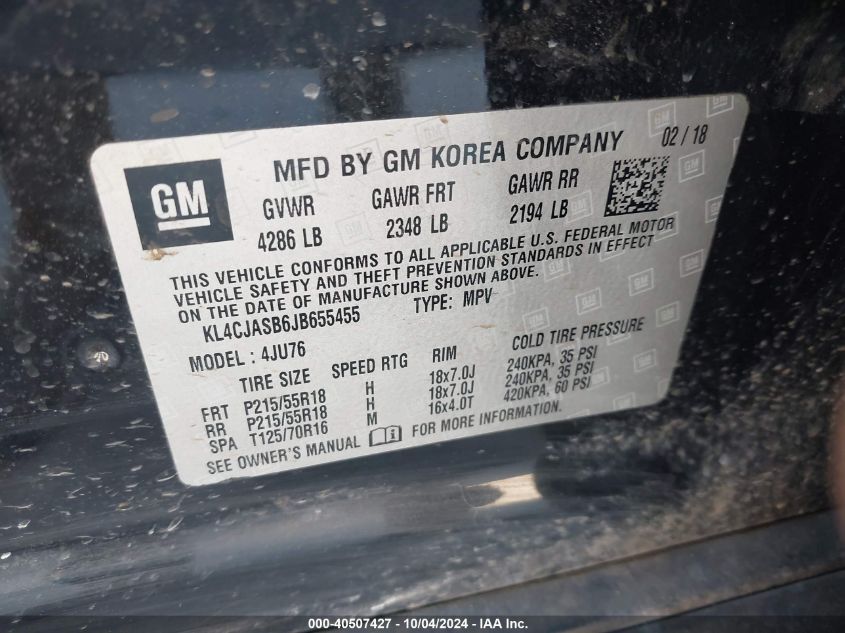 GM
MFD BY GM KOREA COMPANY 02 / 18
GVWR GAWR FRT GAWR RR
4286 LB 2348 LB 2194 LB
THIS VEHICLE CONFORMS TO ALL APPLICABLE U.S. FEDERAL MOTOR
VEHICLE SAFETY AND THEFT PREVENTION STANDARDS IN EFFECT
ON THE DATE OF MANUFACTURE SHOWN ABOVE.
KL4CJASB6JB655455 TYPE: MPV
MODEL : 4JU76
TIRE SIZE SPEED RTG RIM COLD TIRE PRESSURE
FRT P215/55R18 H 18x7.0J 240KPA, 35 PSI
RR P215/55R18 H 18x7.0J 240KPA, 35 PSI
SPA T125/70R16 M 16x4.0T 420KPA, 60 PSI
SEE OWNER'S MANUAL FOR MORE INFORMATION.
000-40507427 - 10/04/2024 - IAA Inc.